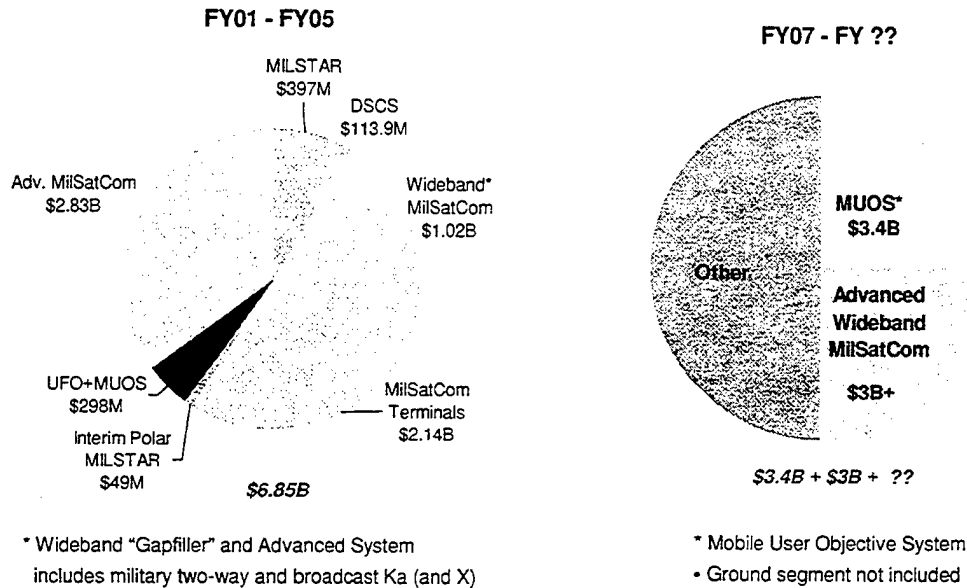 FY01 - FY05
MILSTAR
$397M
DSCS
$113.9M
Adv. MilSatCom
$2.83B
Wideband*
MilSatCom
$1.02B
UFO+MUOS
$298M
MilSatCom
Terminals
$2.14B
Interim Polar
MILSTAR
$49M
$6.85B
* Wideband "Gapfiller" and Advanced System
includes military two-way and broadcast Ka (and X)
FY07 - FY ??
MUOS*
$3.4B
Other
Advanced
Wideband
MilSatCom
$3B+
$3.4B + $3B + ??
* Mobile User Objective System
• Ground segment not included